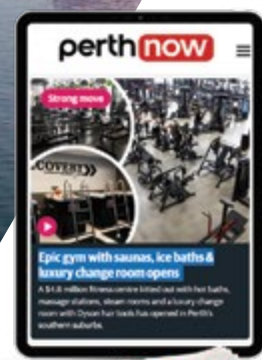 perthnow
Strong move
COVERY
Epic gym with saunas, ice baths &
luxury change room opens
A $4.8 million fitness centre kitted out with hot baths,
massage stations, steam rooms and a luxury change
room with Dyson hair tools has opened in Perth's
southern suburbs.